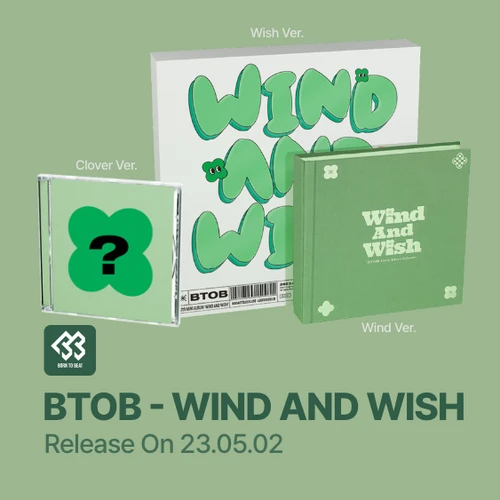 Wish Ver.
WIND
AND
WI
Clover Ver.
?
Wind
And
Wish
BTOB
Wind Ver.
BORN TO BEAT
BTOB - WIND AND WISH
Release On 23.05.02